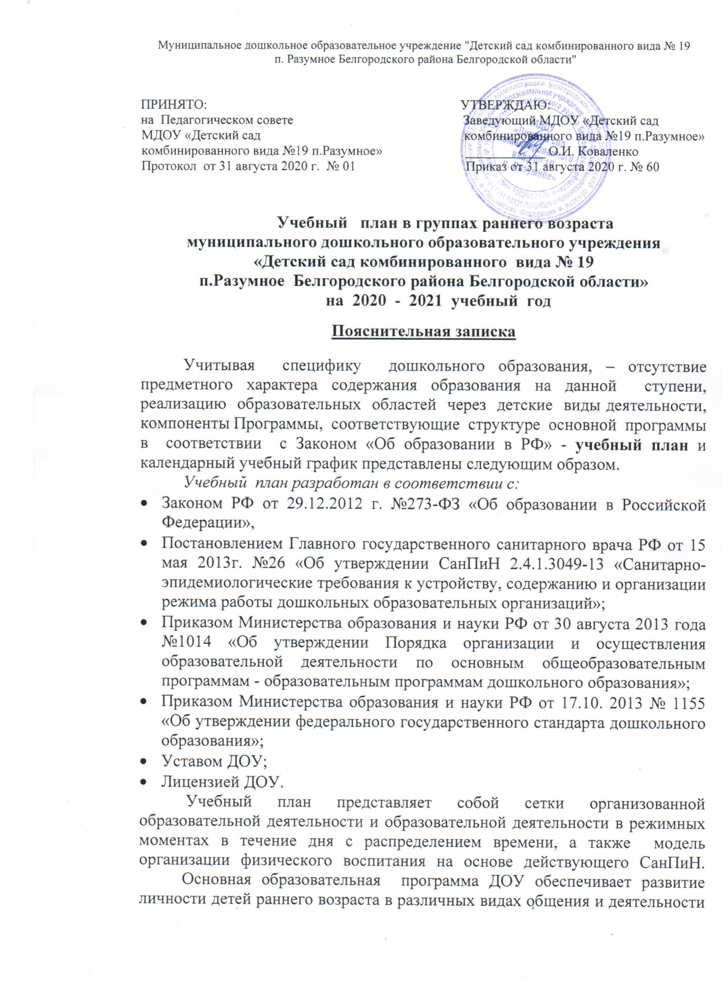 Муниципальное дошкольное образовательное учреждение "Детский сад комбинированного вида № 19
п. Разумное Белгородского района Белгородской области"
ПРИНЯТО:
на  Педагогическом совете
МДОУ «Детский сад
комбинированного вида №19 п.Разумное»
Протокол  от 31 августа 2020 г.  № 01
УТВЕРЖДАЮ:
Заведующий МДОУ «Детский сад
комбинированного вида №19 п.Разумное»
____________О.И. Коваленко
Приказ от 31 августа 2020 г. № 60
Учебный   план в группах раннего возраста
муниципального дошкольного образовательного учреждения
«Детский сад комбинированного  вида № 19
п.Разумное  Белгородского района Белгородской области»
на  2020  -  2021  учебный  год
Пояснительная записка
Учитывая специфику дошкольного образования, – отсутствие
предметного характера содержания образования на данной ступени,
реализацию образовательных областей через детские виды деятельности,
компоненты Программы, соответствующие структуре основной программы
в соответствии с Законом «Об образовании в РФ» - учебный план и
календарный учебный график представлены следующим образом.
Учебный  план разработан в соответствии с:
• Законом РФ от 29.12.2012 г. №273-ФЗ «Об образовании в Российской
Федерации»,
• Постановлением Главного государственного санитарного врача РФ от 15
мая 2013г. №26 «Об утверждении СанПиН 2.4.1.3049-13 «Санитарно-
эпидемиологические требования к устройству, содержанию и организации
режима работы дошкольных образовательных организаций»;
• Приказом Министерства образования и науки РФ от 30 августа 2013 года
№1014 «Об утверждении Порядка организации и осуществления
образовательной деятельности по основным общеобразовательным
программам - образовательным программам дошкольного образования»;
• Приказом Министерства образования и науки РФ от 17.10. 2013 № 1155
«Об утверждении федерального государственного стандарта дошкольного
образования»;
• Уставом ДОУ;
• Лицензией ДОУ.
Учебный план представляет собой сетки организованной
образовательной деятельности и образовательной деятельности в режимных
моментах в течение дня с распределением времени, а также модель
организации физического воспитания на основе действующего СанПиН.
Основная образовательная программа ДОУ обеспечивает развитие
личности детей раннего возраста в различных видах общения и деятельности